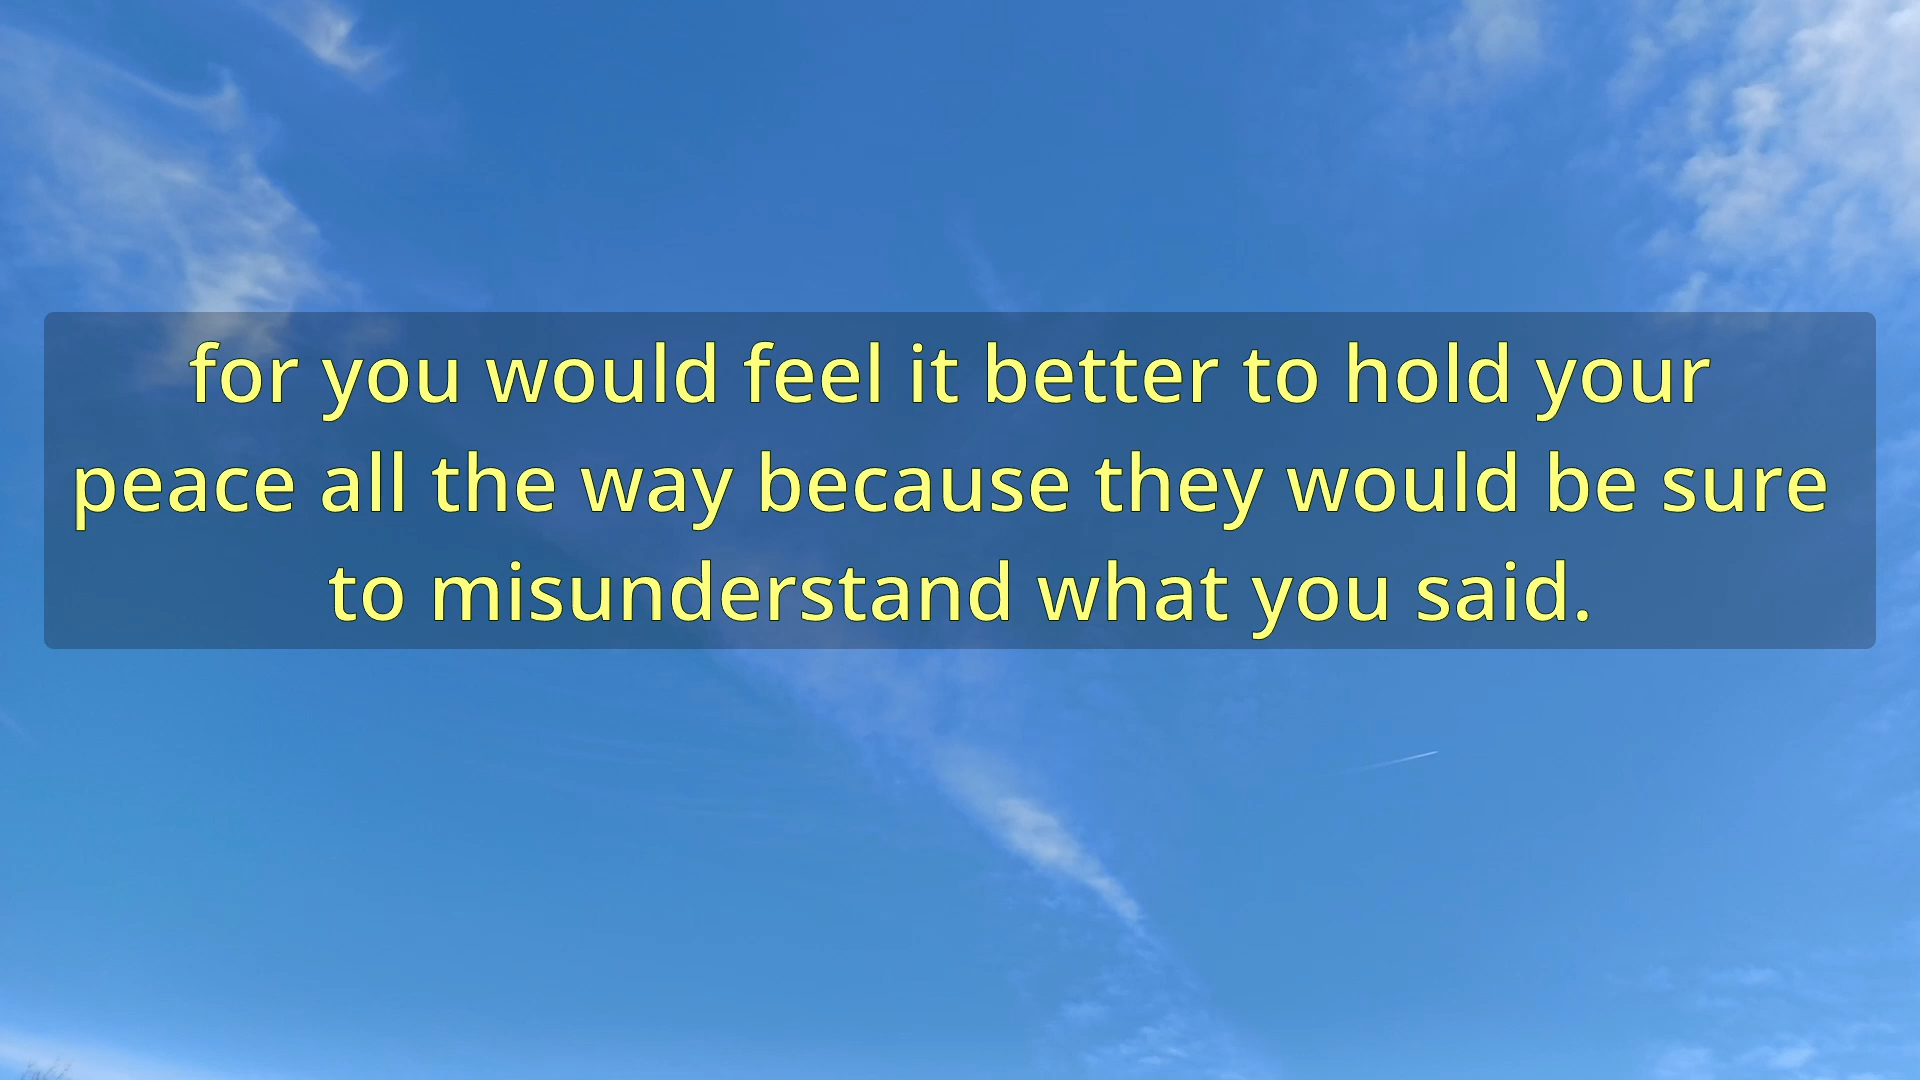 for you would feel it better to hold your
peace all the way because they would be sure
to misunderstand what you said.